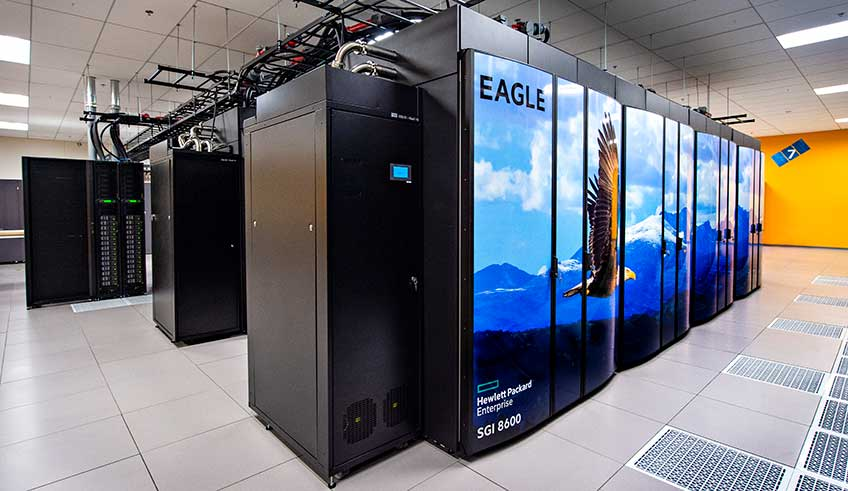 EAGLE
Hewlett Packard
Enterprise
SGI 8600